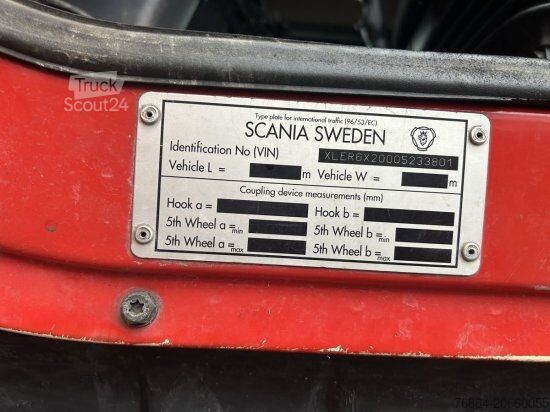 Truck
Scout24
Type plate for international traffic (96/53/EC)
SCANIA SWEDEN
Identification No (VIN) XLER6X20005233801
Vehicle L = m Vehicle W = m
Coupling device measurements (mm)
Hook a = Hook b =
5th Wheel a min = 5th Wheel b min =
5th Wheel a max = 5th Wheel b max =
76884-20660055